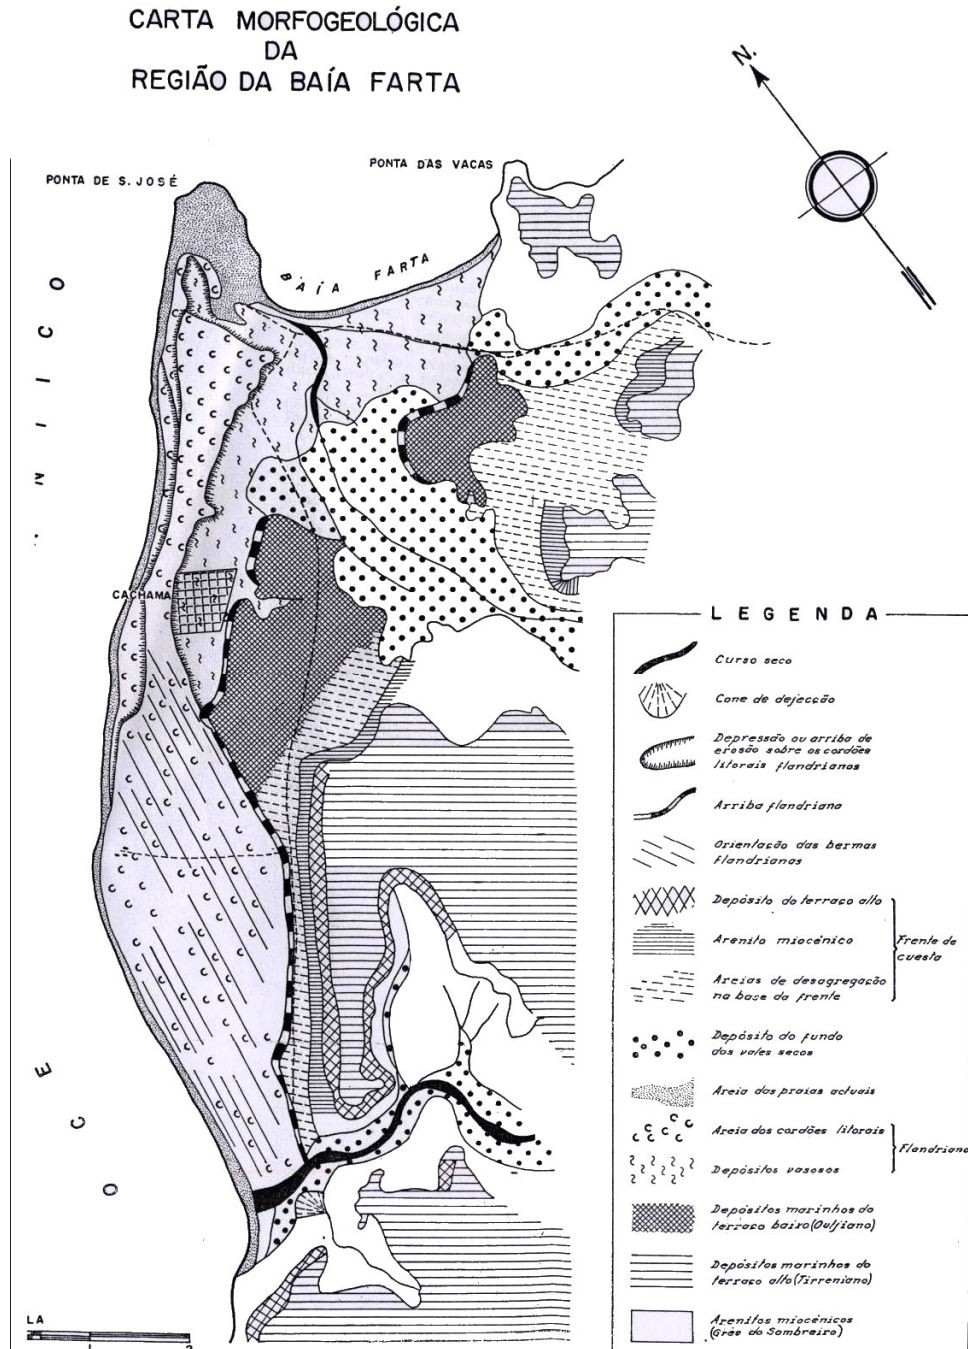 CARTA MORFOGEOLÓGICA
DA
REGIÃO DA BAÍA FARTA
N.
PONTA DAS VACAS
PONTA DE S. JOSÉ
BAÍA FARTA
CACHAMA
LEGENDA
Curso seco
Cone de dejecção
Depressão ou arriba de
erosão sobre os cordões
litorais flandrianos
Arriba flandriana
Orientação das bermas
flandrianas
Depósito do terraço alto
Arenito miocénico
Frente de
cuesta
Areias de desagregação
na base da frente
Depósito do fundo
dos vales secos
Areia das praias actuais
Areia dos cordões litorais
Flandriano
Depósitos vasosos
Depósitos marinhos do
terraço baixo (Ouljiano)
Depósitos marinhos do
terraço alto (Tirreniano)
Arenitos miocénicos
(Grés do Sombreiro)
OCE
NICO
LA